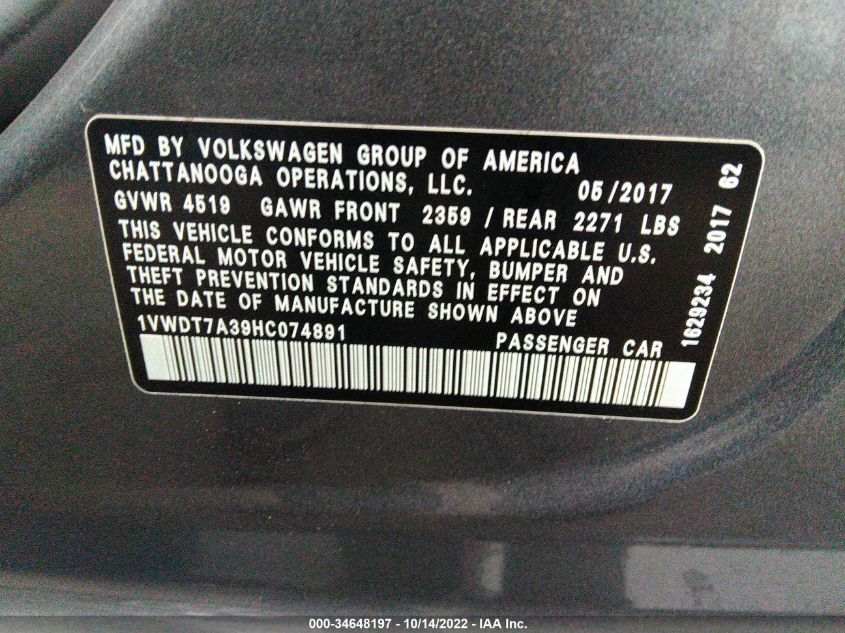 MFD BY VOLKSWAGEN GROUP OF AMERICA
CHATTANOOGA OPERATIONS, LLC. 05/2017
GVWR 4519 GAWR FRONT 2359 / REAR 2271 LBS
THIS VEHICLE CONFORMS TO ALL APPLICABLE U.S.
FEDERAL MOTOR VEHICLE SAFETY, BUMPER AND
THEFT PREVENTION STANDARDS IN EFFECT ON
THE DATE OF MANUFACTURE SHOWN ABOVE
1VWDT7A39HC074891 PASSENGER CAR
1629234 2017 62
000-34648197 - 10/14/2022 - IAA Inc.